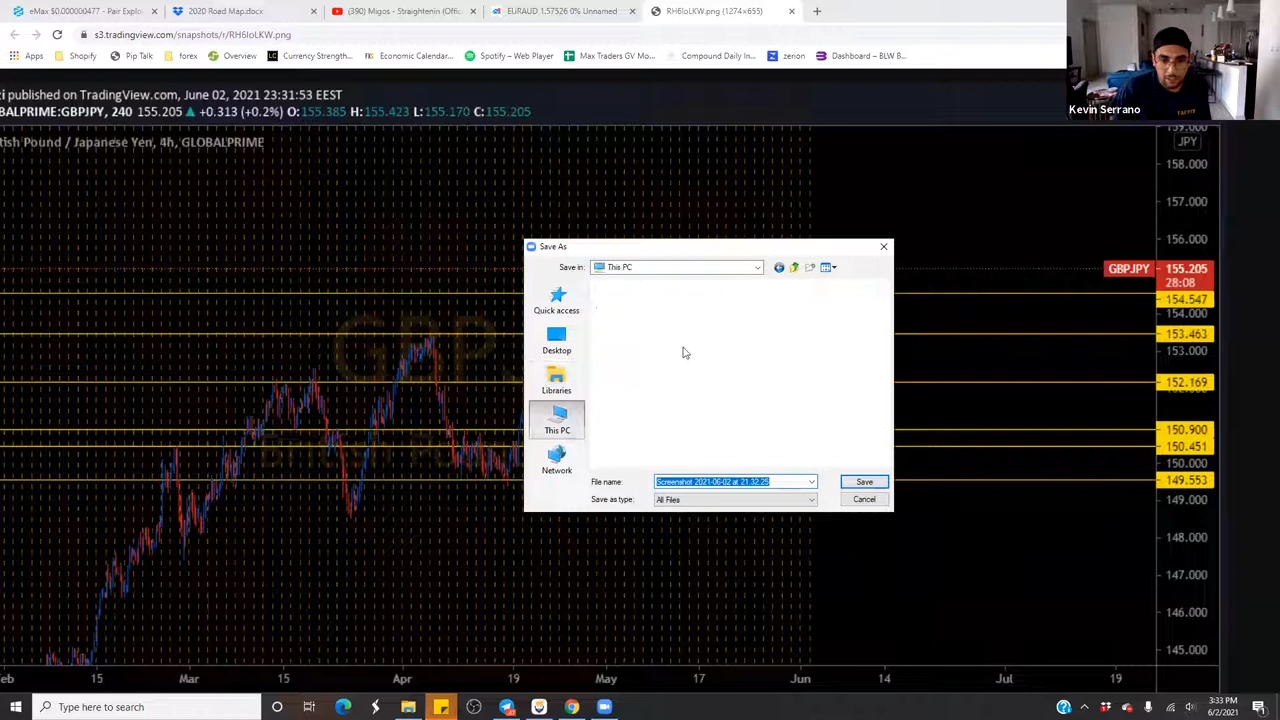 eMax $0.000000477 - Pair Explo
2020 Road Map.docx
(390) Migos - Straightenin (Offic
EURAUD 1.57526 0% Unnamed
RH6IoLKW.png (1274×655)
s3.tradingview.com/snapshots/r/RH6IoLKW.png
Apps
Shopify
Pip Talk
forex
Overview
Currency Strength...
Economic Calendar...
Spotify – Web Player
Max Traders GV Mo...
Compound Daily In...
zerion
Dashboard – BLW B...
Kevin Serrano
zi published on TradingView.com, June 02, 2021 23:31:53 EEST
BALPRIME:GBPJPY, 240 155.205 ▲ +0.313 (+0.2%) O:155.385 H:155.423 L:155.170 C:155.205
tish Pound / Japanese Yen, 4h, GLOBALPRIME
159.000
JPY
158.000
157.000
156.000
GBPJPY 155.205
28:08
154.547
154.000
153.463
153.000
152.169
150.900
150.451
150.000
149.553
149.000
148.000
147.000
146.000
145.000
Save As
Save in:
This PC
Quick access
Desktop
Libraries
This PC
Network
File name:
Screenshot 2021-06-02 at 21.32.25
Save
Save as type:
All Files
Cancel
eb
15
Mar
15
Apr
19
May
17
Jun
14
Jul
19
Type here to search
3:33 PM
6/2/2021